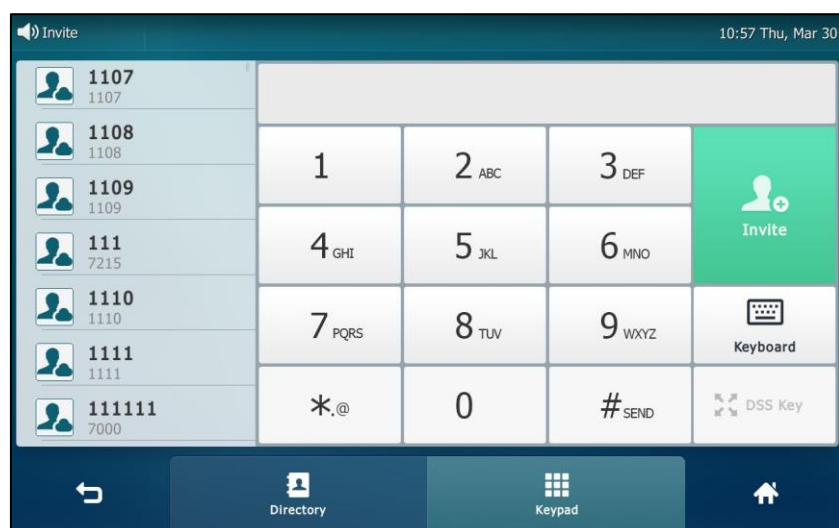 Invite
10:57 Thu, Mar 30
1107
1107
1108
1108
1109
1109
111
7215
1110
1110
1111
1111
111111
7000
1
2 ABC
3 DEF
Invite
4 GHI
5 JKL
6 MNO
7 PQRS
8 TUV
9 WXYZ
Keyboard
*.@
0
# SEND
DSS Key
Directory
Keypad